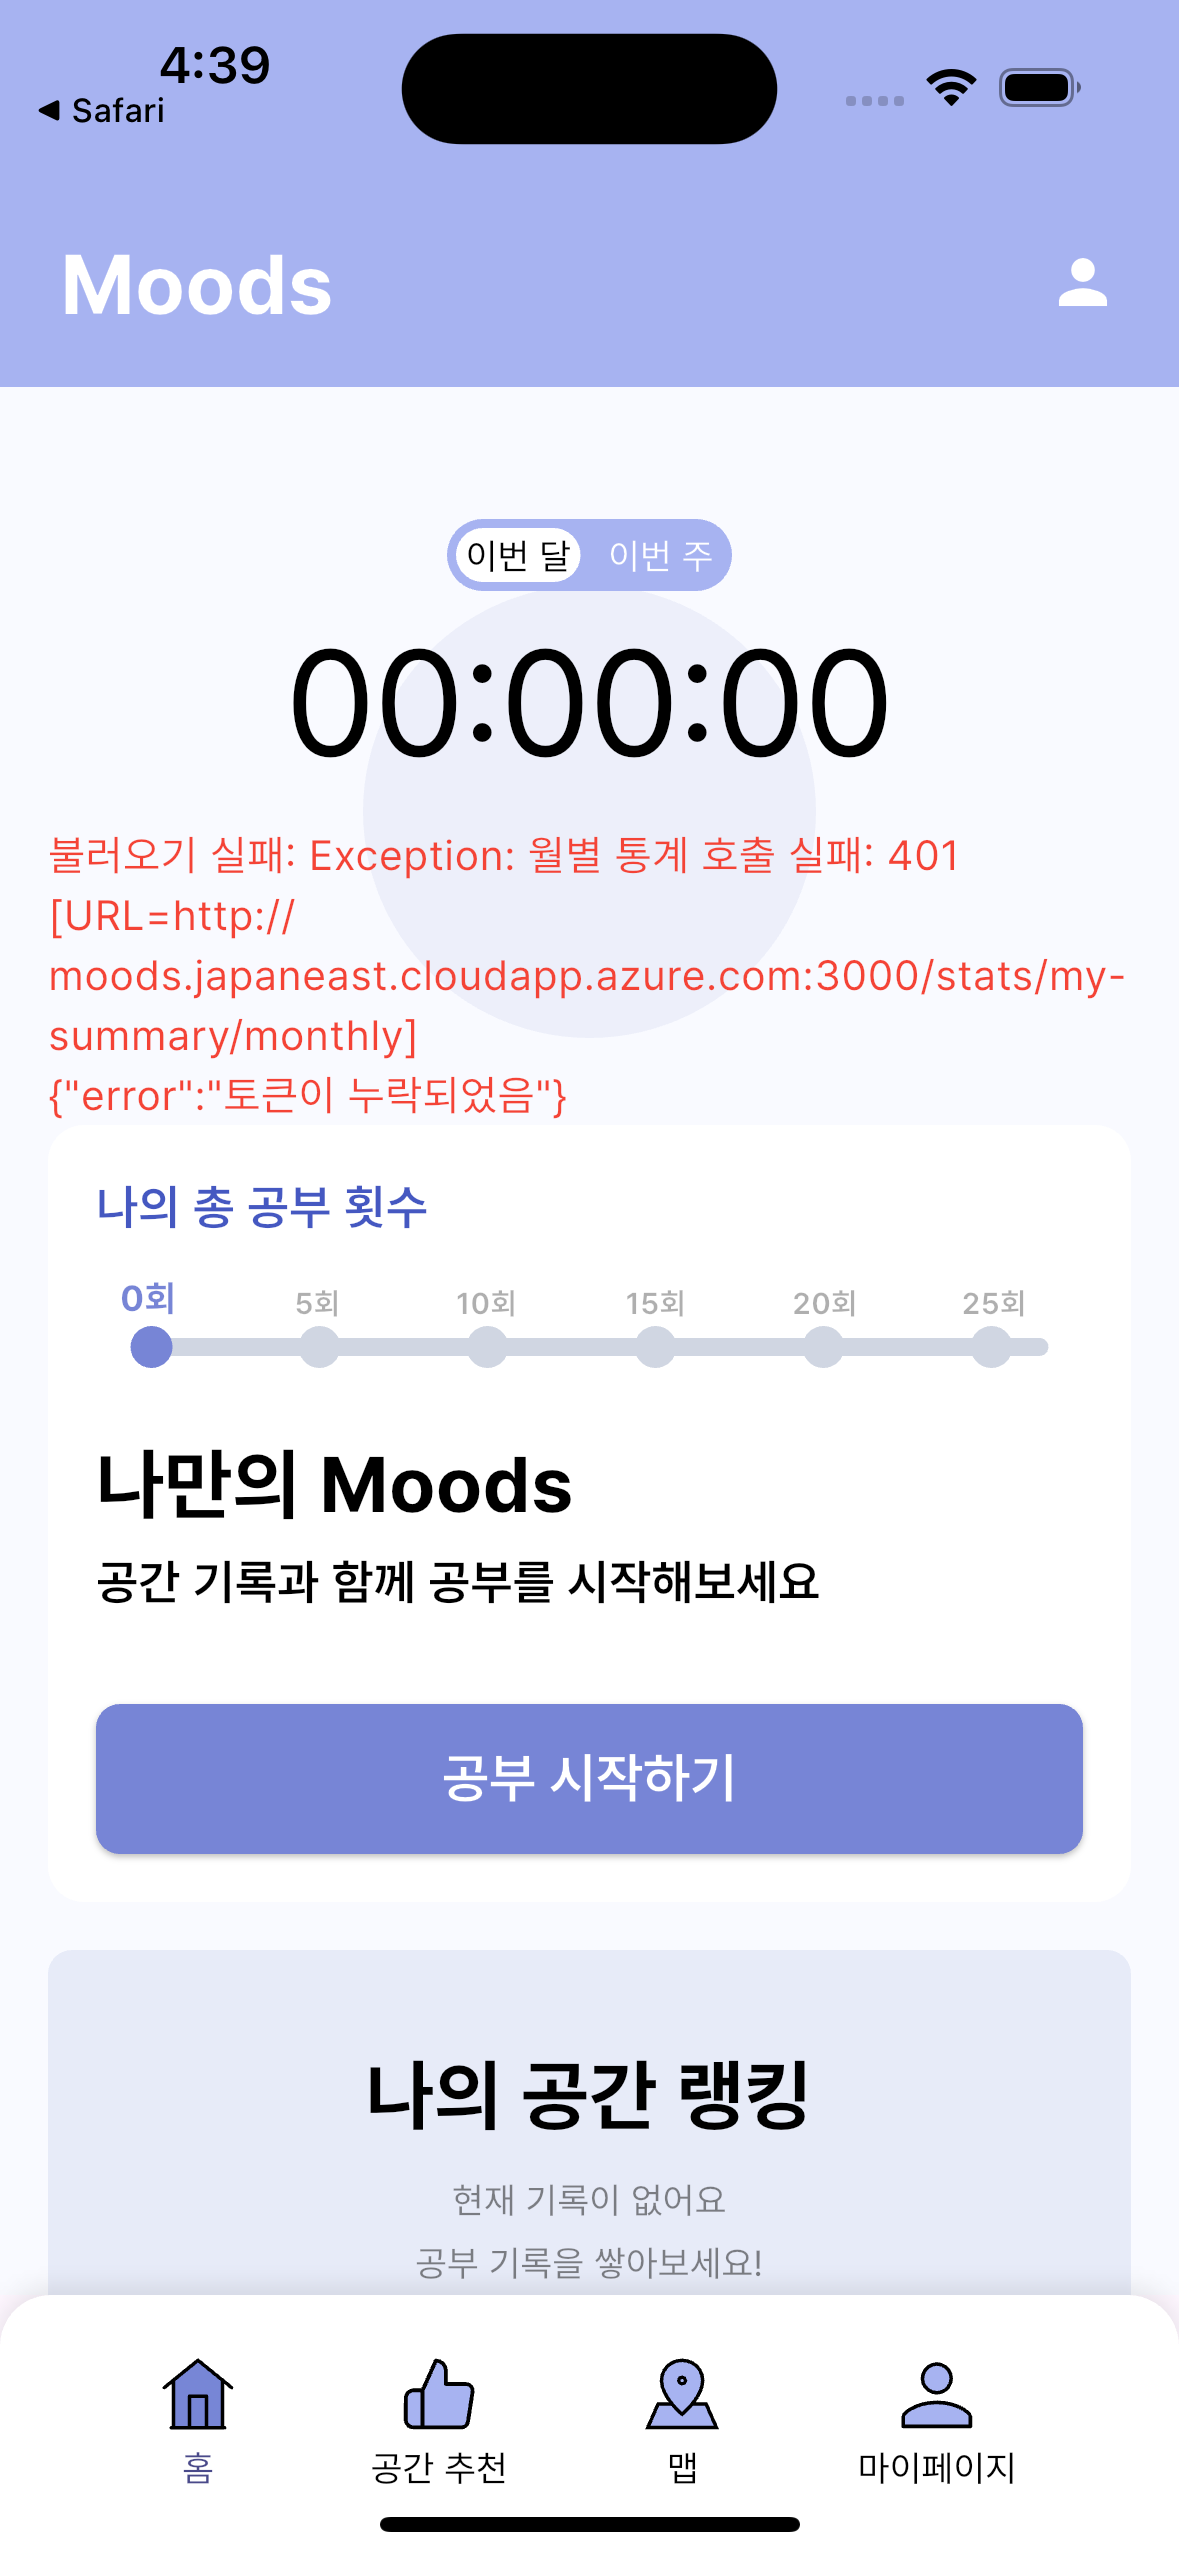 4:39
◀ Safari
Moods
이번 달 이번 주
00:00:00
불러오기 실패: Exception: 월별 통계 호출 실패: 401
[URL=http://
moods.japaneast.cloudapp.azure.com:3000/stats/my-
summary/monthly]
{"error":"토큰이 누락되었음"}
나의 총 공부 횟수
0회 5회 10회 15회 20회 25회
나만의 Moods
공간 기록과 함께 공부를 시작해보세요
공부 시작하기
나의 공간 랭킹
현재 기록이 없어요
공부 기록을 쌓아보세요!
홈 공간 추천 맵 마이페이지